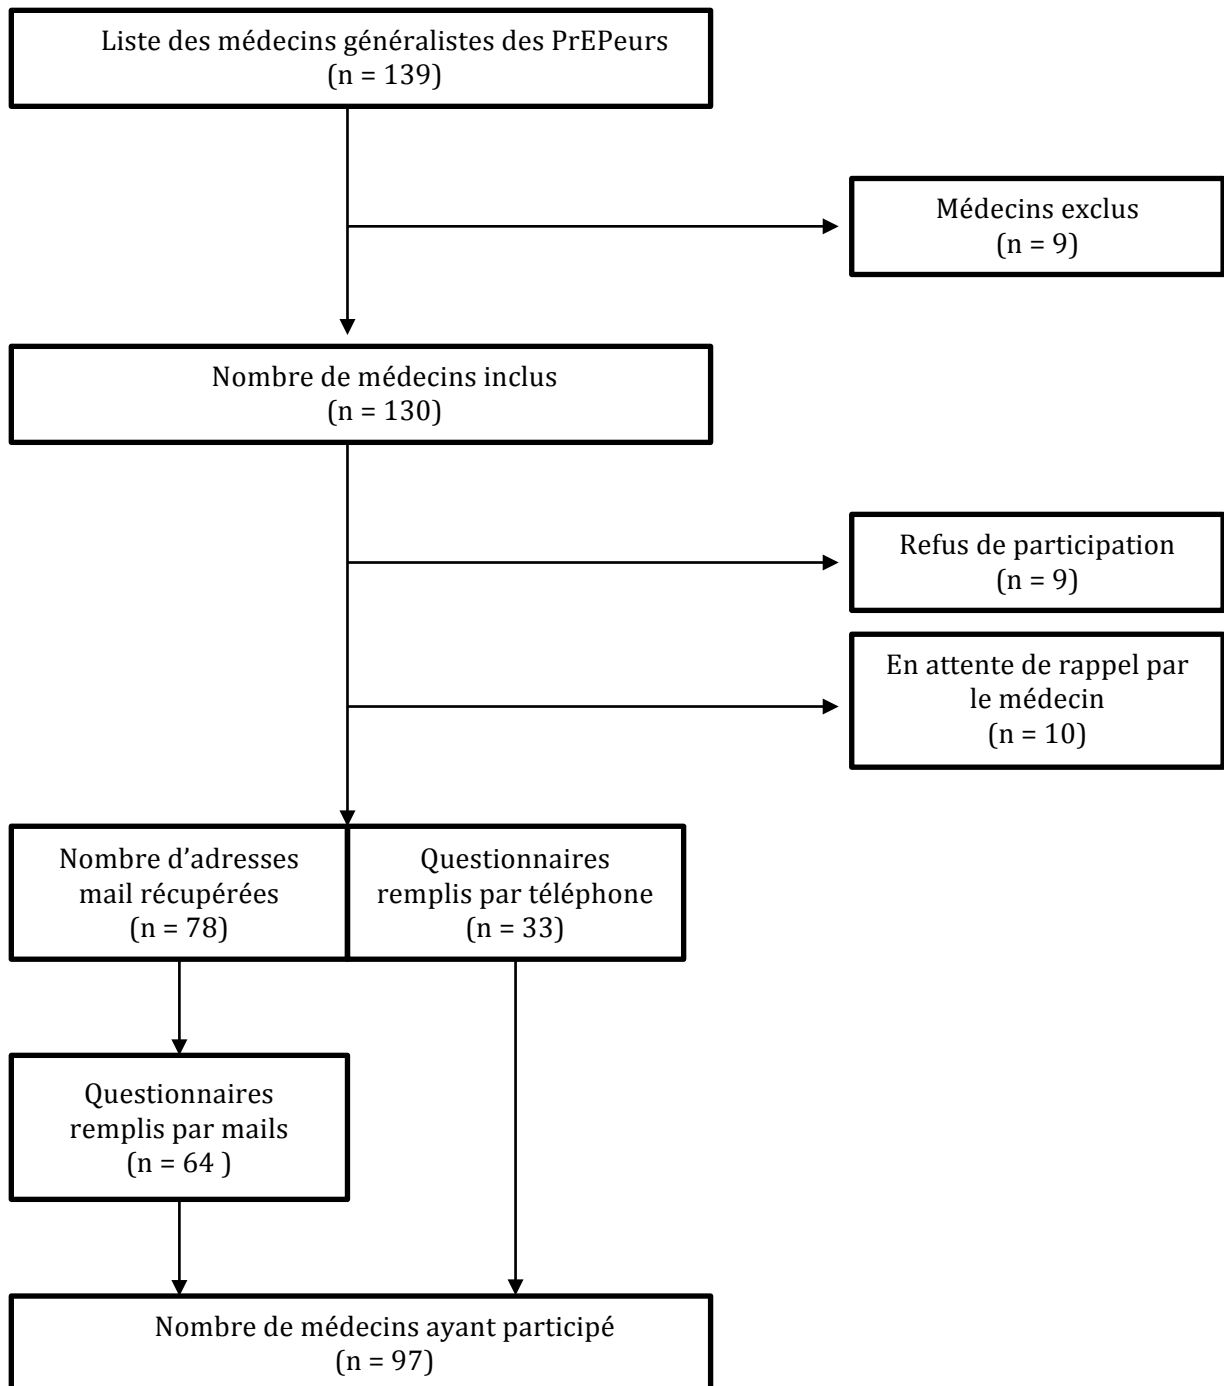 Liste des médecins généralistes des PrEPeurs
(n = 139)
Médecins exclus
(n = 9)
Nombre de médecins inclus
(n = 130)
Refus de participation
(n = 9)
En attente de rappel par
le médecin
(n = 10)
Nombre d’adresses
mail récupérées
(n = 78)
Questionnaires
remplis par téléphone
(n = 33)
Questionnaires
remplis par mails
(n = 64 )
Nombre de médecins ayant participé
(n = 97)